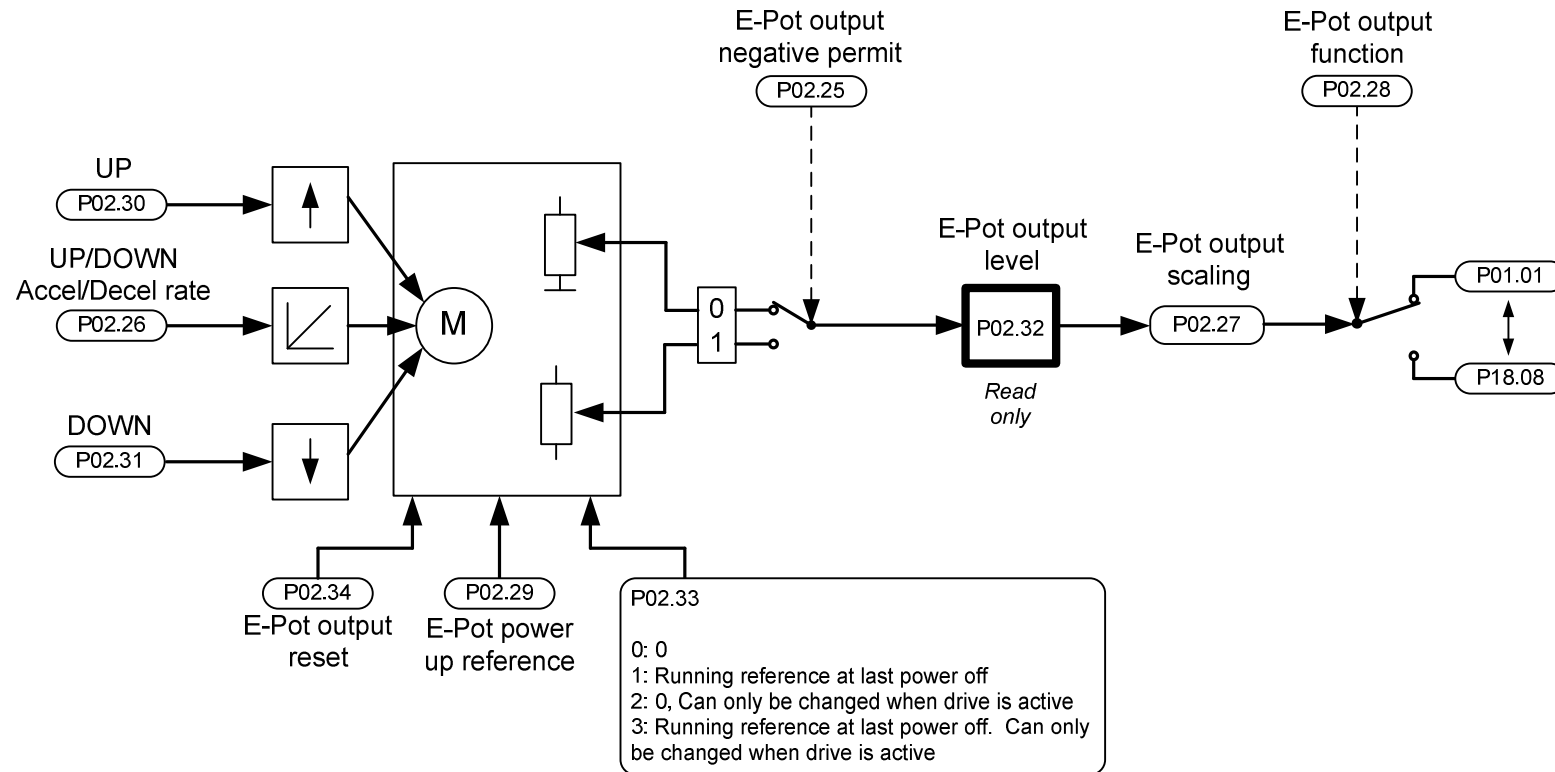 E-Pot output
negative permit
P02.25
E-Pot output
function
P02.28
UP
P02.30
UP/DOWN
Accel/Decel rate
P02.26
DOWN
P02.31
M
0
1
E-Pot output
level
P02.32
Read
only
E-Pot output
scaling
P02.27
P01.01
P18.08
P02.34
E-Pot output
reset
P02.29
E-Pot power
up reference
P02.33
0: 0
1: Running reference at last power off
2: 0, Can only be changed when drive is active
3: Running reference at last power off.  Can only
be changed when drive is active